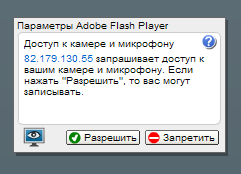 Параметры Adobe Flash Player
Доступ к камере и микрофону
82.179.130.55 запрашивает доступ к
вашим камере и микрофону. Если
нажать "Разрешить", то вас могут
записывать.
Разрешить Запретить